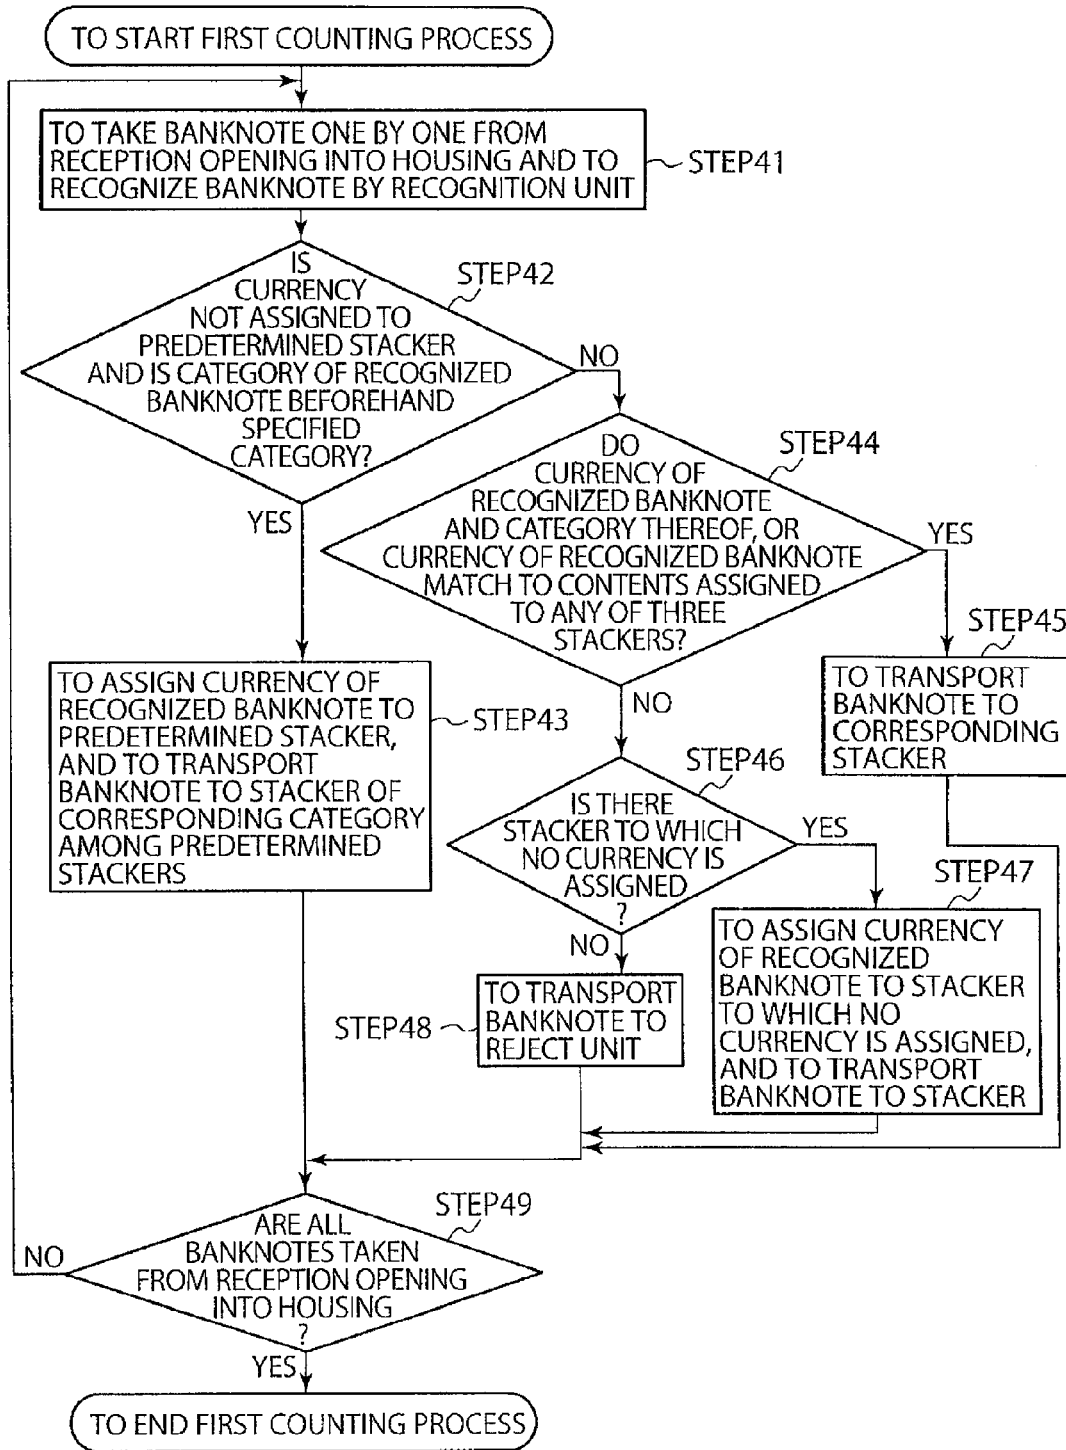 TO START FIRST COUNTING PROCESS
TO TAKE BANKNOTE ONE BY ONE FROM
RECEPTION OPENING INTO HOUSING AND TO
RECOGNIZE BANKNOTE BY RECOGNITION UNIT
STEP41
IS
CURRENCY
NOT ASSIGNED TO
PREDETERMINED STACKER
AND IS CATEGORY OF RECOGNIZED
BANKNOTE BEFOREHAND
SPECIFIED
CATEGORY?
STEP42
NO
YES
DO
CURRENCY OF
RECOGNIZED BANKNOTE
AND CATEGORY THEREOF, OR
CURRENCY OF RECOGNIZED BANKNOTE
MATCH TO CONTENTS ASSIGNED
TO ANY OF THREE
STACKERS?
STEP44
YES
NO
STEP45
TO TRANSPORT
BANKNOTE TO
CORRESPONDING
STACKER
TO ASSIGN CURRENCY OF
RECOGNIZED BANKNOTE TO
PREDETERMINED STACKER,
AND TO TRANSPORT
BANKNOTE TO STACKER OF
CORRESPONDING CATEGORY
AMONG PREDETERMINED
STACKERS
STEP43
STEP46
IS THERE
STACKER TO WHICH
NO CURRENCY IS
ASSIGNED
?
YES
NO
STEP47
TO ASSIGN CURRENCY
OF RECOGNIZED
BANKNOTE TO STACKER
TO WHICH NO
CURRENCY IS ASSIGNED,
AND TO TRANSPORT
BANKNOTE TO STACKER
STEP48
TO TRANSPORT
BANKNOTE TO
REJECT UNIT
STEP49
ARE ALL
BANKNOTES TAKEN
FROM RECEPTION OPENING
INTO HOUSING
?
NO
YES
TO END FIRST COUNTING PROCESS